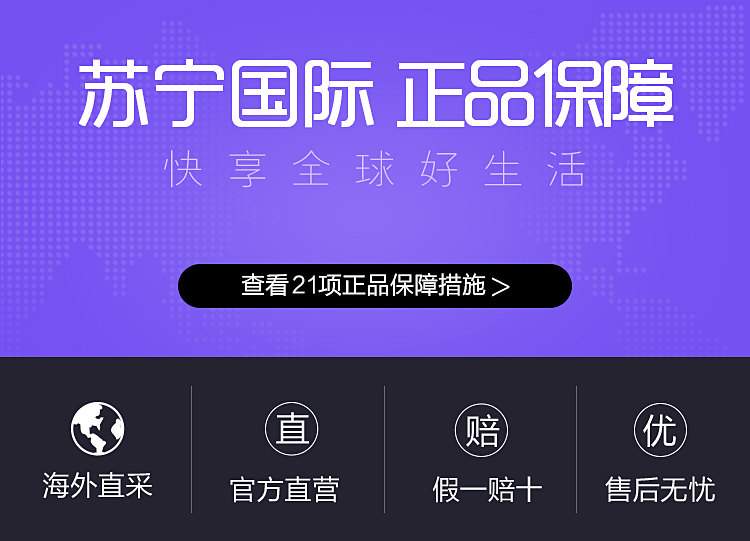 苏宁国际 正品保障
快享全球好生活
查看21项正品保障措施 >
直 赔 优
海外直采 官方直营 假一赔十 售后无忧